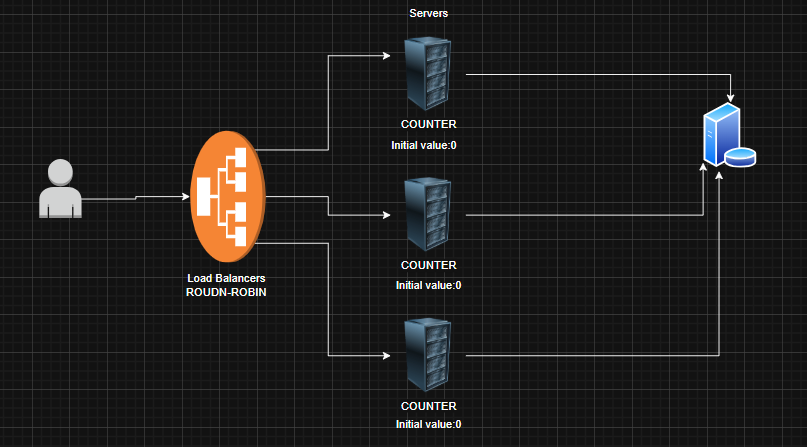 Servers
COUNTER
Initial value:0
COUNTER
Initial value:0
Load Balancers
ROUDN-ROBIN
COUNTER
Initial value:0